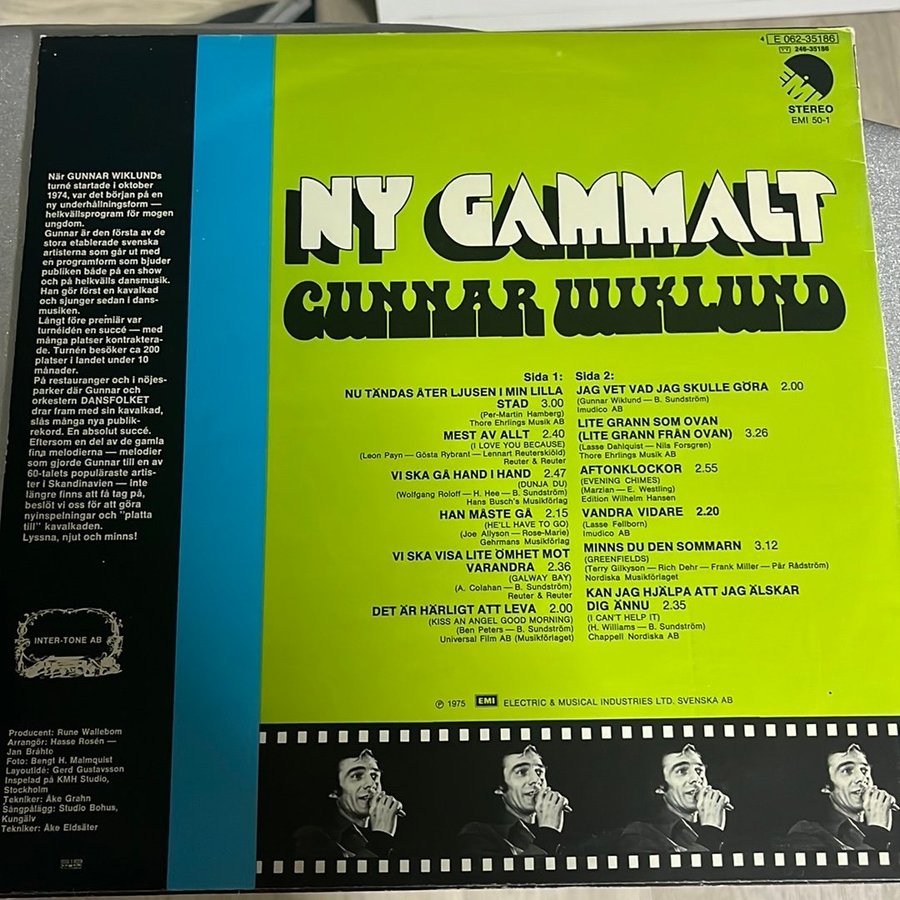 4 E 062-35186
246-35186
EMI
STEREO
EMI 50-1
NY GAMMALT
GUNNAR WIKLUND
När GUNNAR WIKLUNDs
turné startade i oktober
1974, var det början på en
ny underhållningsform —
helkvällsprogram för mogen
ungdom.
Gunnar är den första av de
stora etablerade svenska
artisterna som går ut med
en programform som bjuder
publiken både på en show
och på helkvälls dansmusik.
Han gör först en kavalkad
och sjunger sedan i dans-
musiken.
Långt före premiär var
turnéidén en succé — med
många platser kontraktera-
de. Turnén besöker ca 200
platser i landet under 10
månader.
På restauranger och i nöjes-
parker där Gunnar och
orkestern DANSFOLKET
drar fram med sin kavalkad,
slås många nya publik-
rekord. En absolut succé.
Eftersom en del av de gamla
fina melodierna — melodier
som gjorde Gunnar till en av
60-talets populäraste artis-
ter i Skandinavien — inte
längre finns att få tag på,
beslöt vi oss för att göra
nyinspelningar och "platta
till" kavalkaden.
Lyssna, njut och minns!
INTER-TONE AB
Producent: Rune Wallebom
Arrangör: Hasse Rosén —
Jan Bråhto
Foto: Bengt H. Malmquist
Layoutidé: Gerd Gustavsson
Inspelad på KMH Studio,
Stockholm
Tekniker: Åke Grahn
Sångpålägg: Studio Bohus,
Kungälv
Tekniker: Åke Eldsäter
Sida 1:
NU TÄNDAS ÅTER LJUSEN I MIN LILLA
STAD 3.00
(Per-Martin Hamberg)
Thore Ehrlings Musik AB
MEST AV ALLT 2.40
(I LOVE YOU BECAUSE)
(Leon Payn — Gösta Rybrant — Lennart Reuterskiöld)
Reuter & Reuter
VI SKA GÅ HAND I HAND 2.47
(DUNJA DU)
(Wolfgang Roloff — H. Hee — B. Sundström)
Hans Busch's Musikförlag
HAN MÅSTE GÅ 2.15
(HE'LL HAVE TO GO)
(Joe Allyson — Rose-Marie)
Gehrmans Musikförlag
VI SKA VISA LITE ÖMHET MOT
VARANDRA 2.36
(GALWAY BAY)
(A. Colahan — B. Sundström)
Reuter & Reuter
DET ÄR HÄRLIGT ATT LEVA 2.00
(KISS AN ANGEL GOOD MORNING)
(Ben Peters — B. Sundström)
Universal Film AB (Musikförlaget)
Sida 2:
JAG VET VAD JAG SKULLE GÖRA 2.00
(Gunnar Wiklund — B. Sundström)
Imudico AB
LITE GRANN SOM OVAN
(LITE GRANN FRÅN OVAN) 3.26
(Lasse Dahlquist — Nils Forsgren)
Thore Ehrlings Musik AB
AFTONKLOCKOR 2.55
(EVENING CHIMES)
(Marzian — E. Westling)
Edition Wilhelm Hansen
VANDRA VIDARE 2.20
(Lasse Fellbom)
Imudico AB
MINNS DU DEN SOMMARN 3.12
(GREENFIELDS)
(Terry Gilkyson — Rich Dehr — Frank Miller — Pär Rådström)
Nordiska Musikförlaget
KAN JAG HJÄLPA ATT JAG ÄLSKAR
DIG ÄNNU 2.35
(I CAN'T HELP IT)
(H. Williams — B. Sundström)
Chappell Nordiska AB
℗ 1975 EMI ELECTRIC & MUSICAL INDUSTRIES LTD. SVENSKA AB